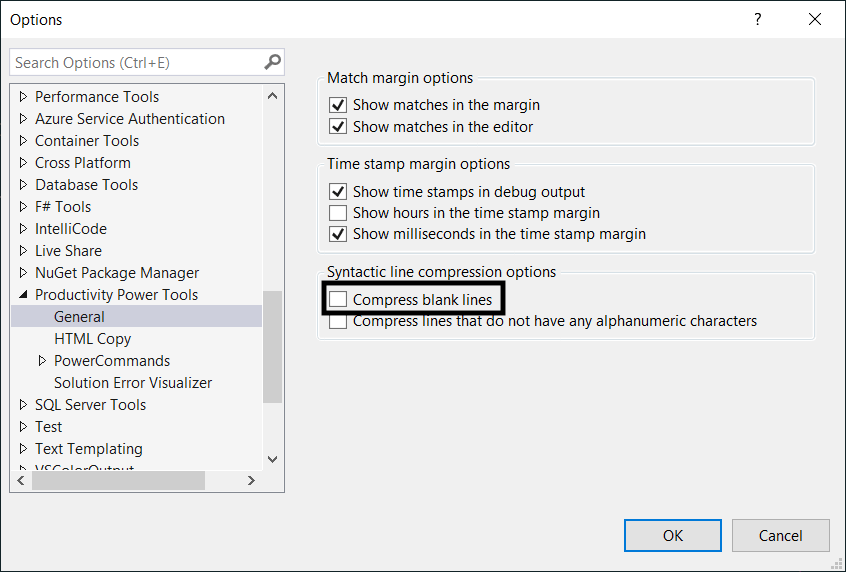 Options
?
Search Options (Ctrl+E)
Performance Tools
Azure Service Authentication
Container Tools
Cross Platform
Database Tools
F# Tools
IntelliCode
Live Share
NuGet Package Manager
Productivity Power Tools
General
HTML Copy
PowerCommands
Solution Error Visualizer
SQL Server Tools
Test
Text Templating
VSColorOutput
Match margin options
Show matches in the margin
Show matches in the editor
Time stamp margin options
Show time stamps in debug output
Show hours in the time stamp margin
Show milliseconds in the time stamp margin
Syntactic line compression options
Compress blank lines
Compress lines that do not have any alphanumeric characters
OK
Cancel